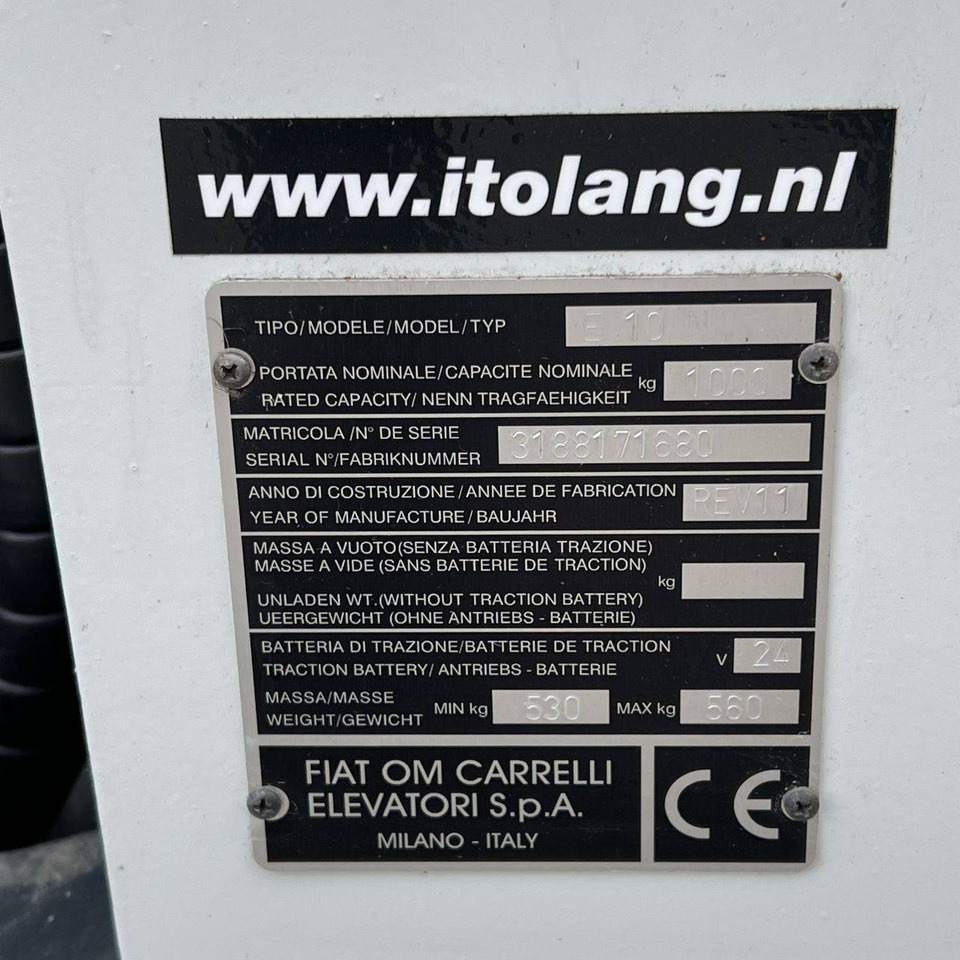 www.itolang.nl
TIPO/MODELE/MODEL/TYP E 10 N
PORTATA NOMINALE/CAPACITE NOMINALE
RATED CAPACITY/ NENN TRAGFAEHIGKEIT kg 1000
MATRICOLA /N° DE SERIE
SERIAL N°/FABRIKNUMMER 3188171680
ANNO DI COSTRUZIONE/ANNEE DE FABRICATION
YEAR OF MANUFACTURE/BAUJAHR REV11
MASSA A VUOTO(SENZA BATTERIA TRAZIONE)
MASSE A VIDE (SANS BATTERIE DE TRACTION)
kg
UNLADEN WT.(WITHOUT TRACTION BATTERY)
UEERGEWICHT (OHNE ANTRIEBS - BATTERIE)
BATTERIA DI TRAZIONE/BATTERIE DE TRACTION
TRACTION BATTERY/ ANTRIEBS - BATTERIE V 24
MASSA/MASSE
WEIGHT/GEWICHT MIN kg 530 MAX kg 560
FIAT OM CARRELLI
ELEVATORI S.p.A.
MILANO - ITALY
CE